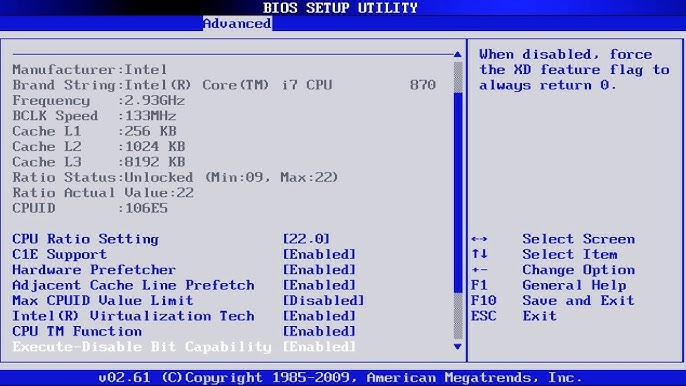 BIOS SETUP UTILITY
Advanced
Manufacturer:Intel
Brand String:Intel(R) Core(TM) i7 CPU 870
Frequency :2.93GHz
BCLK Speed :133MHz
Cache L1 :256 KB
Cache L2 :1024 KB
Cache L3 :8192 KB
Ratio Status:Unlocked (Min:09, Max:22)
Ratio Actual Value:22
CPUID :106E5
CPU Ratio Setting [22.0]
C1E Support [Enabled]
Hardware Prefetcher [Enabled]
Adjacent Cache Line Prefetch [Enabled]
Max CPUID Value Limit [Disabled]
Intel(R) Virtualization Tech [Enabled]
CPU TM Function [Enabled]
Execute-Disable Bit Capability [Enabled]
When disabled, force
the XD feature flag to
always return 0.
↔ Select Screen
↑↓ Select Item
+- Change Option
F1 General Help
F10 Save and Exit
ESC Exit
v02.61 (C)Copyright 1985-2009, American Megatrends, Inc.